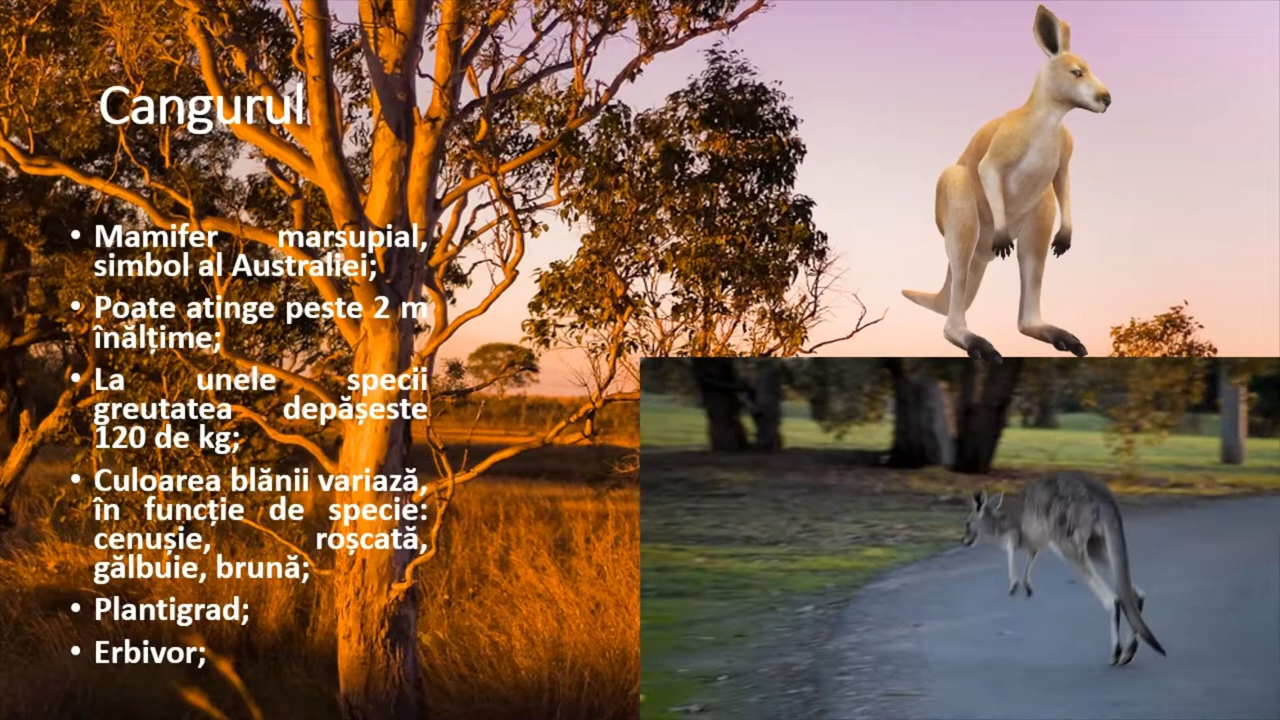 Cangurul
• Mamifer marsupial,
simbol al Australiei;
• Poate atinge peste 2 m
înălțime;
• La unele specii
greutatea depășește
120 de kg;
• Culoarea blănii variază,
în funcție de specie:
cenușie, roșcată,
gălbuie, brună;
• Plantigrad;
• Erbivor;